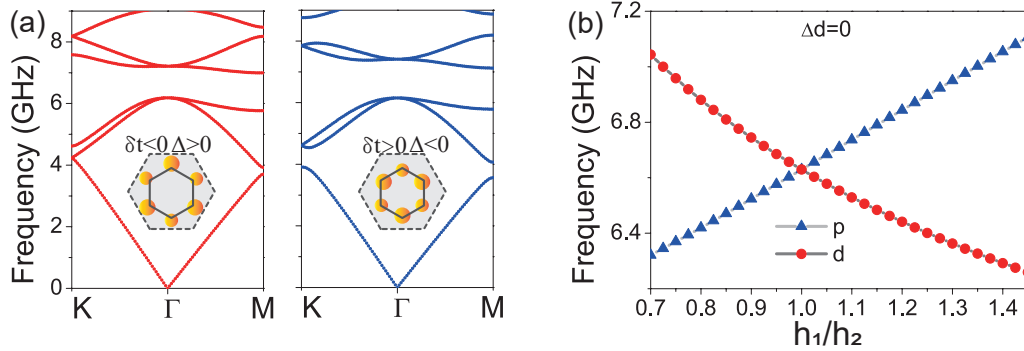 (a)
Frequency (GHz)
8
6
4
2
0
δt<0 Δ>0
K Γ M
δt>0 Δ<0
K Γ M
(b)
Frequency (GHz)
7.2
6.8
6.4
Δd=0
p
d
0.7 0.8 0.9 1.0 1.1 1.2 1.3 1.4
h₁/h₂